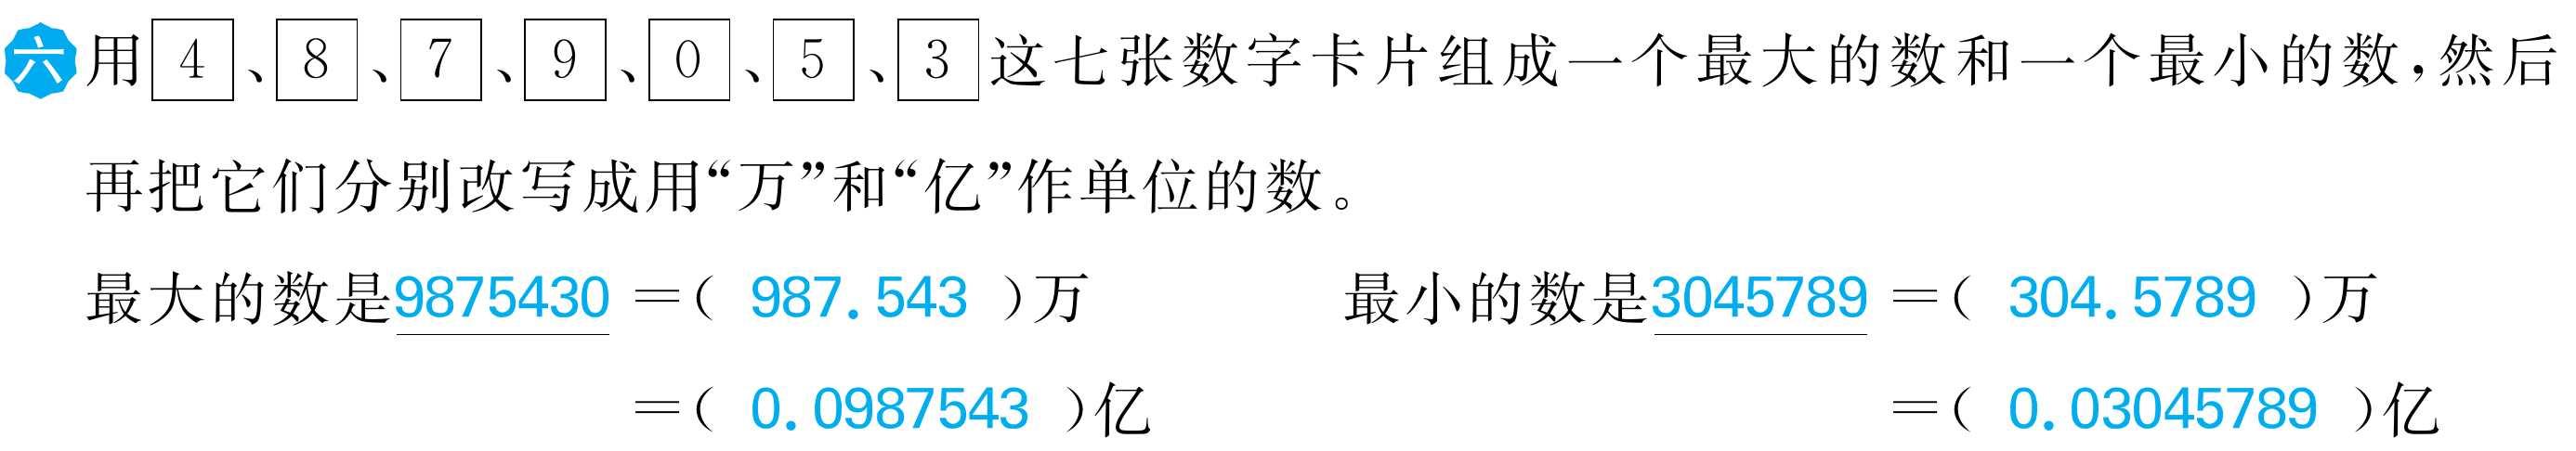 六 用 4、8、7、9、0、5、3 这七张数字卡片组成一个最大的数和一个最小的数，然后
再把它们分别改写成用“万”和“亿”作单位的数。
最大的数是9875430 =( 987.543 )万 最小的数是3045789 =( 304.5789 )万
=( 0.0987543 )亿 =( 0.03045789 )亿